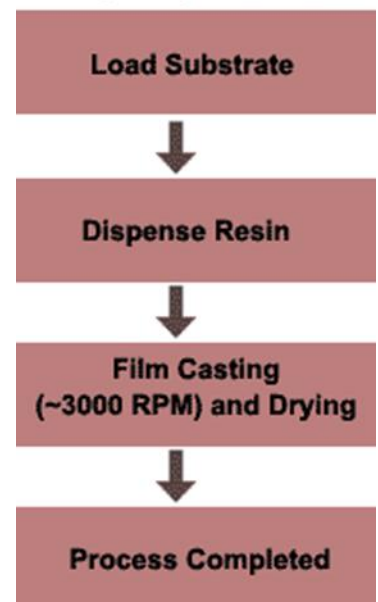 Load Substrate
Dispense Resin
Film Casting
(~3000 RPM) and Drying
Process Completed